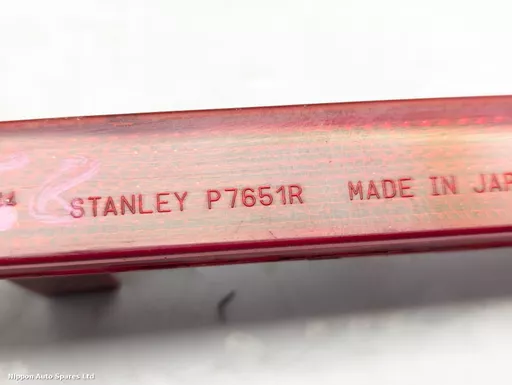 STANLEY P7651R MADE IN JAP
Nippon Auto Spares Ltd